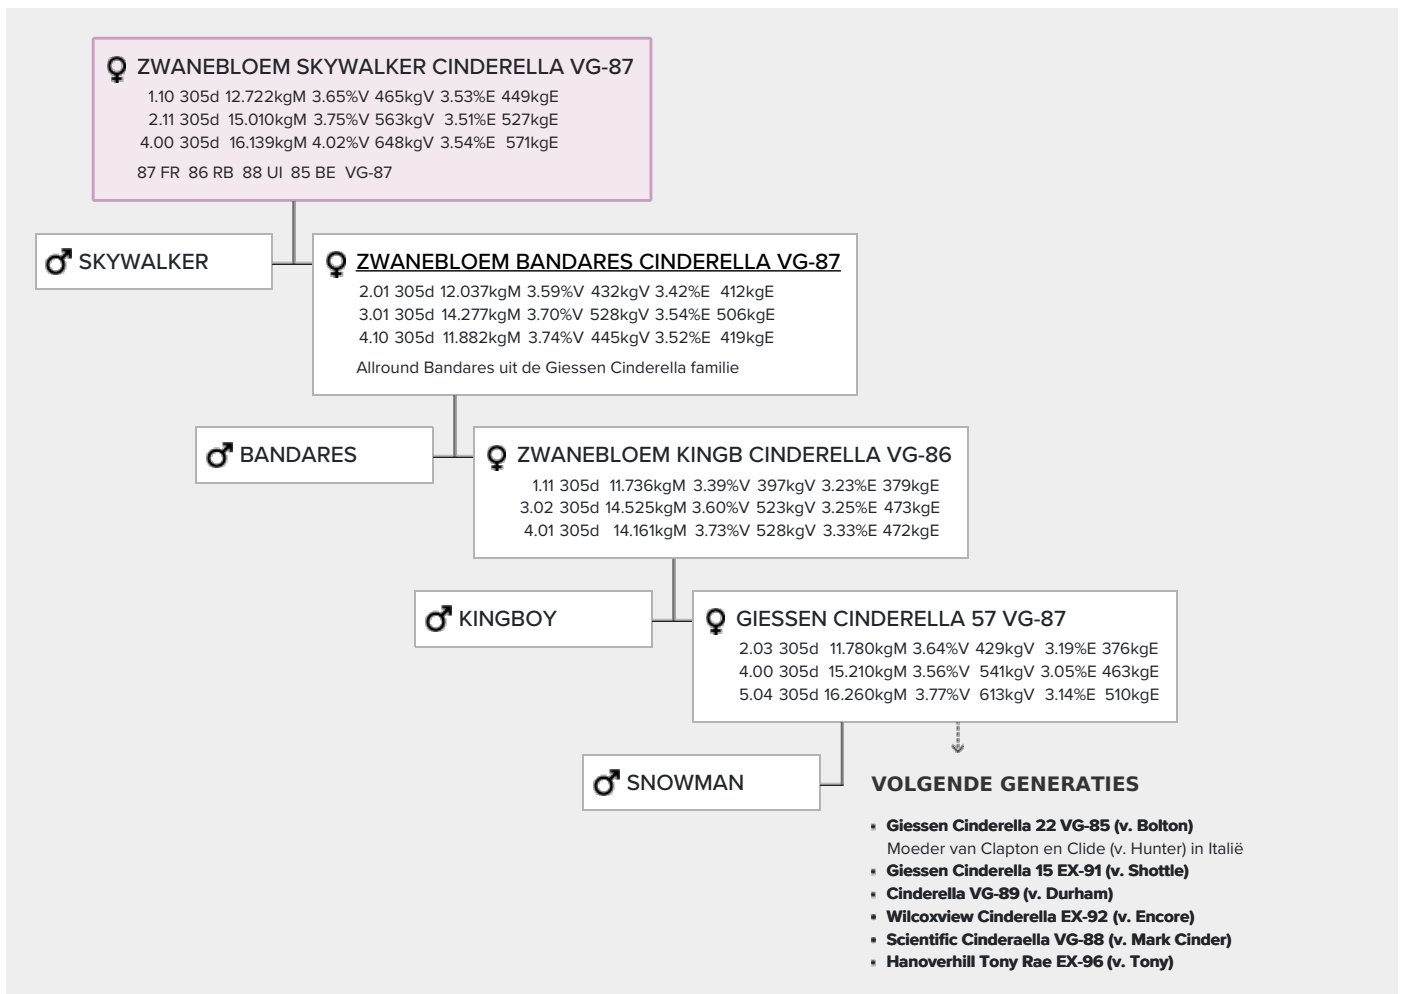 ZWANEBLOEM SKYWALKER CINDERELLA VG-87
1.10 305d 12.722kgM 3.65%V 465kgV 3.53%E 449kgE
2.11 305d 15.010kgM 3.75%V 563kgV 3.51%E 527kgE
4.00 305d 16.139kgM 4.02%V 648kgV 3.54%E 571kgE
87 FR 86 RB 88 UI 85 BE VG-87
SKYWALKER
ZWANEBLOEM BANDARES CINDERELLA VG-87
2.01 305d 12.037kgM 3.59%V 432kgV 3.42%E 412kgE
3.01 305d 14.277kgM 3.70%V 528kgV 3.54%E 506kgE
4.10 305d 11.882kgM 3.74%V 445kgV 3.52%E 419kgE
Allround Bandares uit de Giessen Cinderella familie
BANDARES
ZWANEBLOEM KINGB CINDERELLA VG-86
1.11 305d 11.736kgM 3.39%V 397kgV 3.23%E 379kgE
3.02 305d 14.525kgM 3.60%V 523kgV 3.25%E 473kgE
4.01 305d 14.161kgM 3.73%V 528kgV 3.33%E 472kgE
KINGBOY
GIESSEN CINDERELLA 57 VG-87
2.03 305d 11.780kgM 3.64%V 429kgV 3.19%E 376kgE
4.00 305d 15.210kgM 3.56%V 541kgV 3.05%E 463kgE
5.04 305d 16.260kgM 3.77%V 613kgV 3.14%E 510kgE
SNOWMAN
VOLGENDE GENERATIES
Giessen Cinderella 22 VG-85 (v. Bolton)
Moeder van Clapton en Clide (v. Hunter) in Italië
Giessen Cinderella 15 EX-91 (v. Shottle)
Cinderella VG-89 (v. Durham)
Wilcoxview Cinderella EX-92 (v. Encore)
Scientific Cinderaella VG-88 (v. Mark Cinder)
Hanoverhill Tony Rae EX-96 (v. Tony)